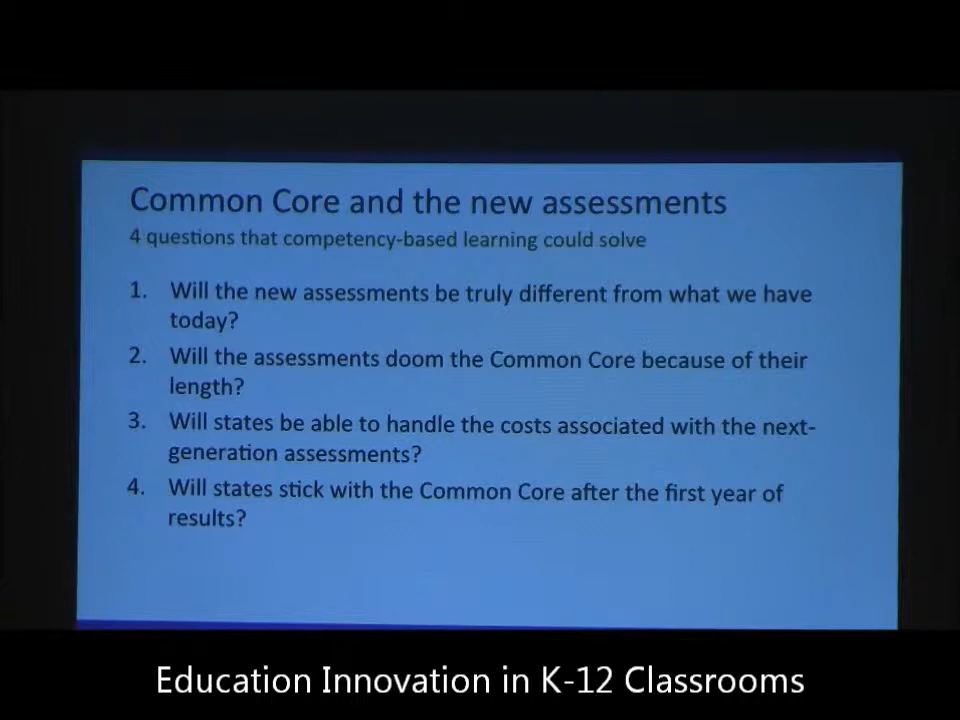 Common Core and the new assessments
4 questions that competency-based learning could solve
1. Will the new assessments be truly different from what we have
today?
2. Will the assessments doom the Common Core because of their
length?
3. Will states be able to handle the costs associated with the next-
generation assessments?
4. Will states stick with the Common Core after the first year of
results?
Education Innovation in K-12 Classrooms